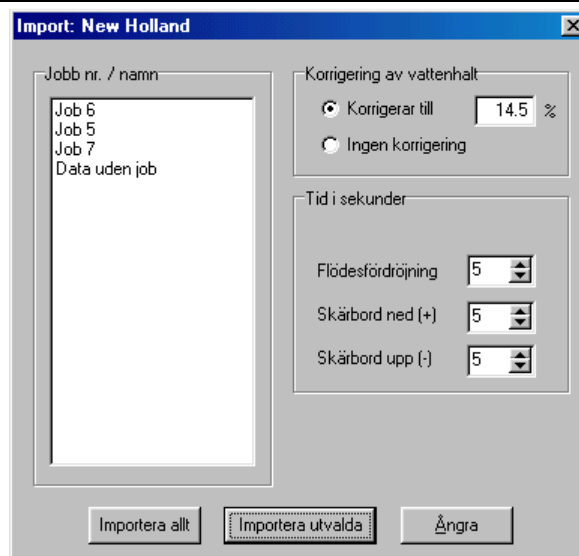 Import: New Holland
Jobb nr. / namn
Job 6
Job 5
Job 7
Data uden job
Korrigering av vattenhalt
Korrigerar till 14.5 %
Ingen korrigering
Tid i sekunder
Flödesfördröjning 5
Skärbord ned (+) 5
Skärbord upp (-) 5
Importera allt Importera utvalda Ångra